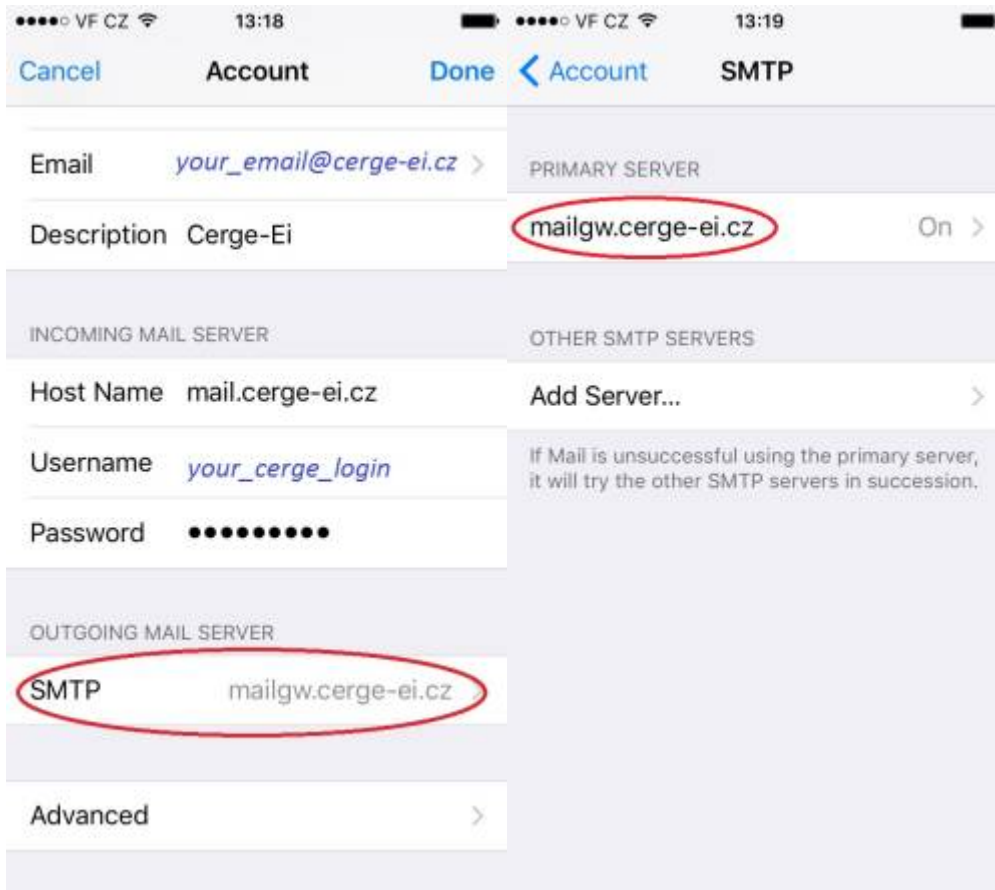 VF CZ 13:18
Cancel Account Done
Email your_email@cerge-ei.cz
Description Cerge-Ei
INCOMING MAIL SERVER
Host Name mail.cerge-ei.cz
Username your_cerge_login
Password •••••••••
OUTGOING MAIL SERVER
SMTP mailgw.cerge-ei.cz
Advanced
VF CZ 13:19
Account SMTP
PRIMARY SERVER
mailgw.cerge-ei.cz On
OTHER SMTP SERVERS
Add Server...
If Mail is unsuccessful using the primary server,
it will try the other SMTP servers in succession.